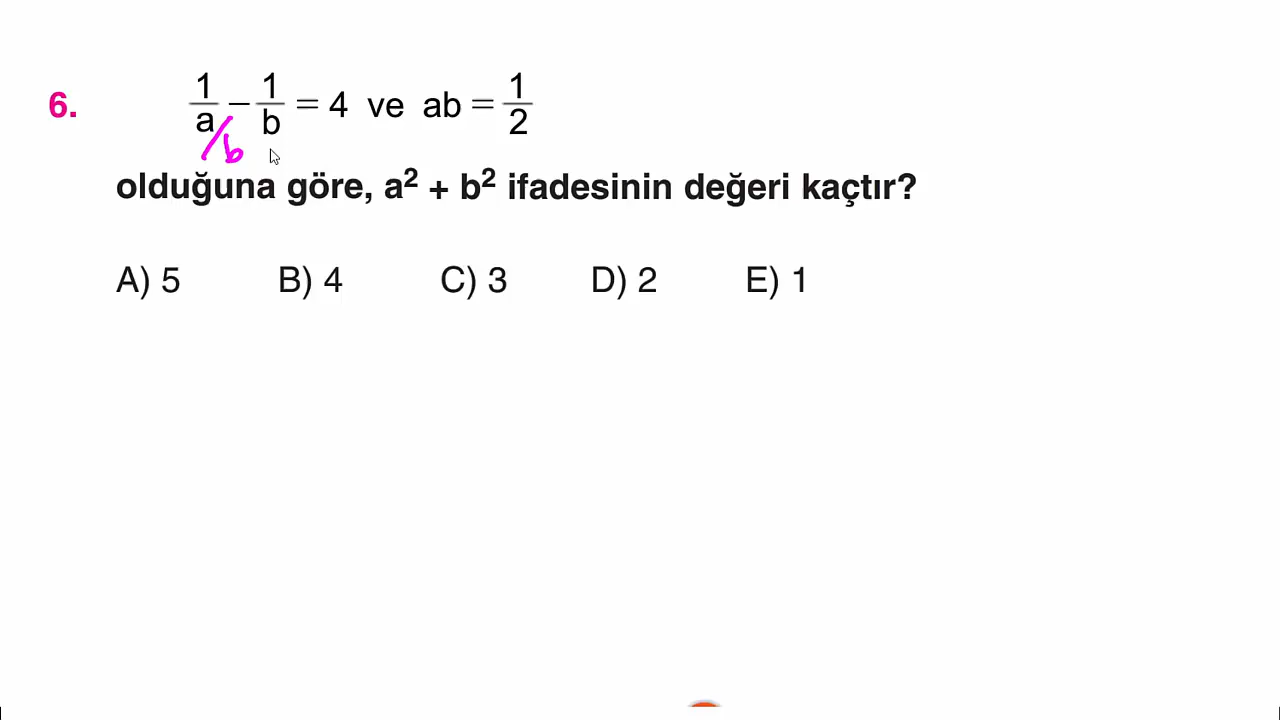 6. 1/a − 1/b = 4 ve ab = 1/2
/b
olduğuna göre, a² + b² ifadesinin değeri kaçtır?
A) 5 B) 4 C) 3 D) 2 E) 1